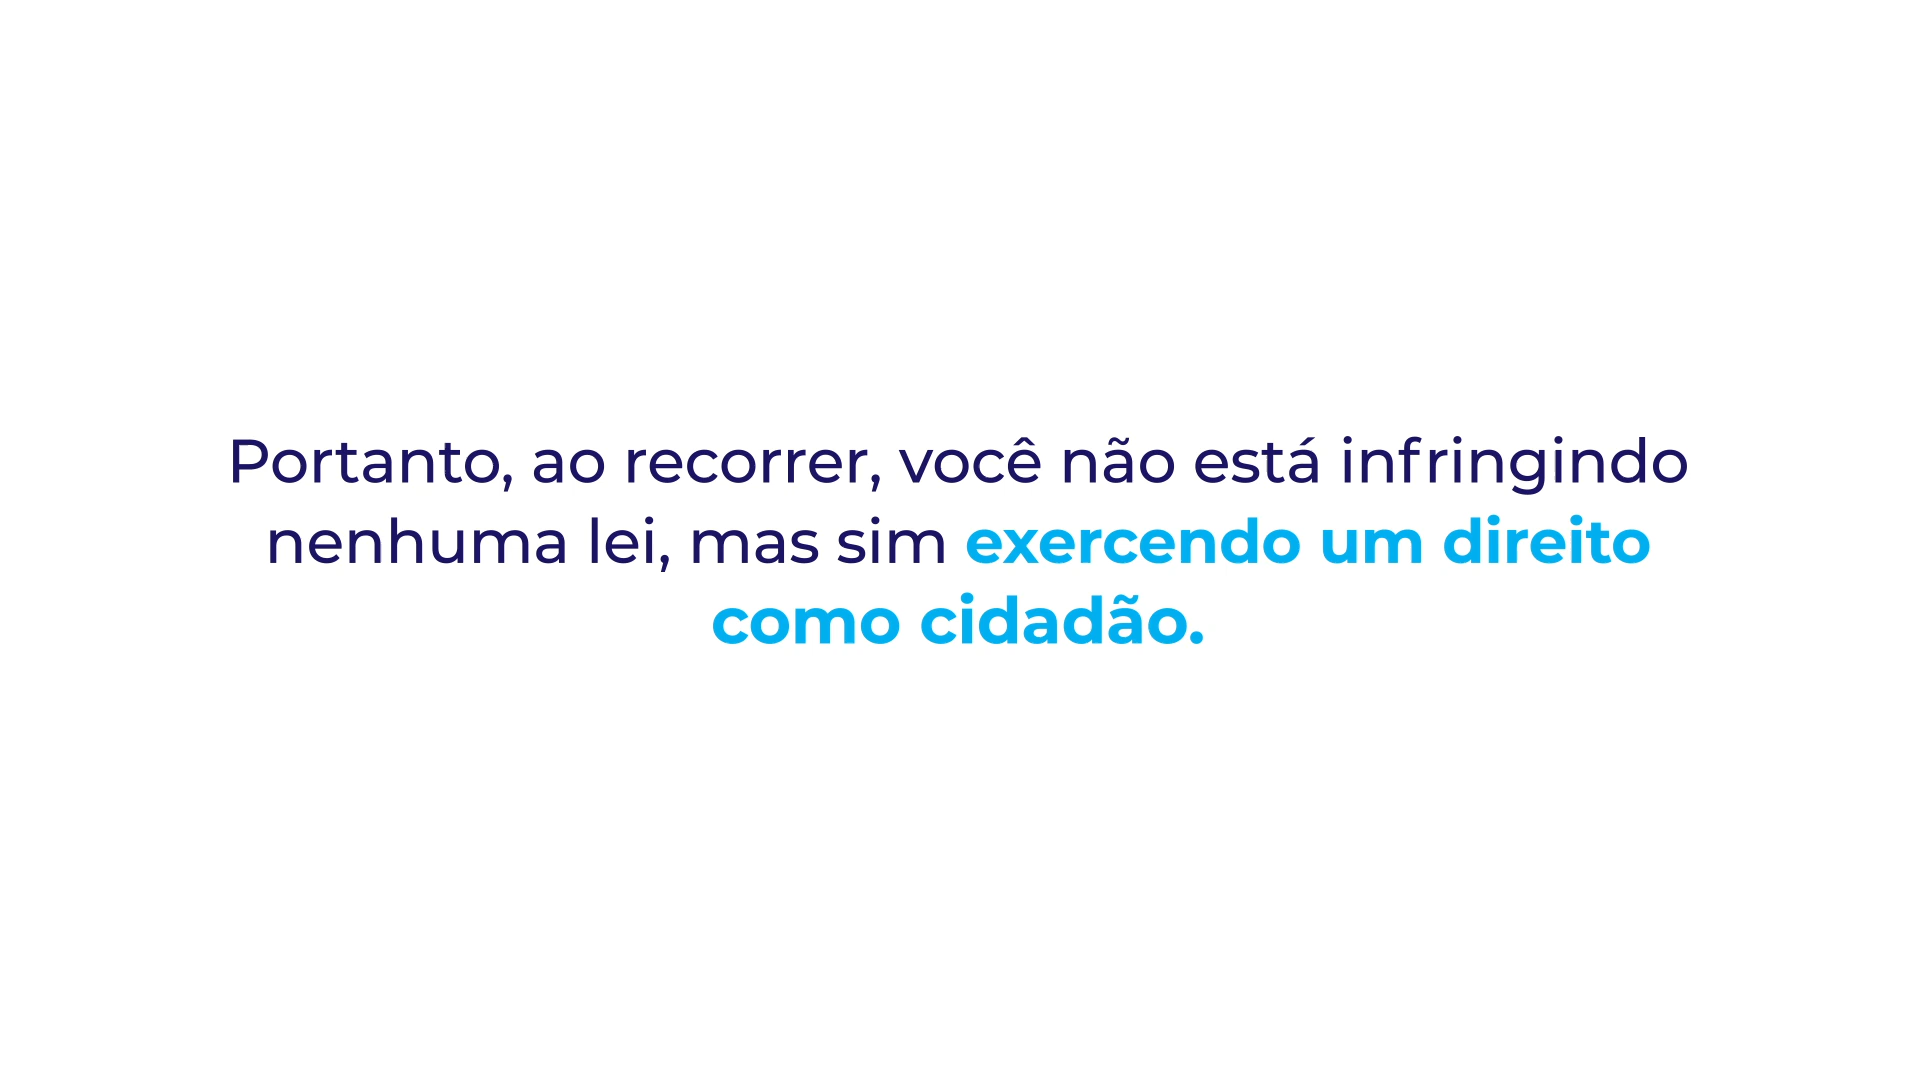 Portanto, ao recorrer, você não está infringindo
nenhuma lei, mas sim exercendo um direito
como cidadão.